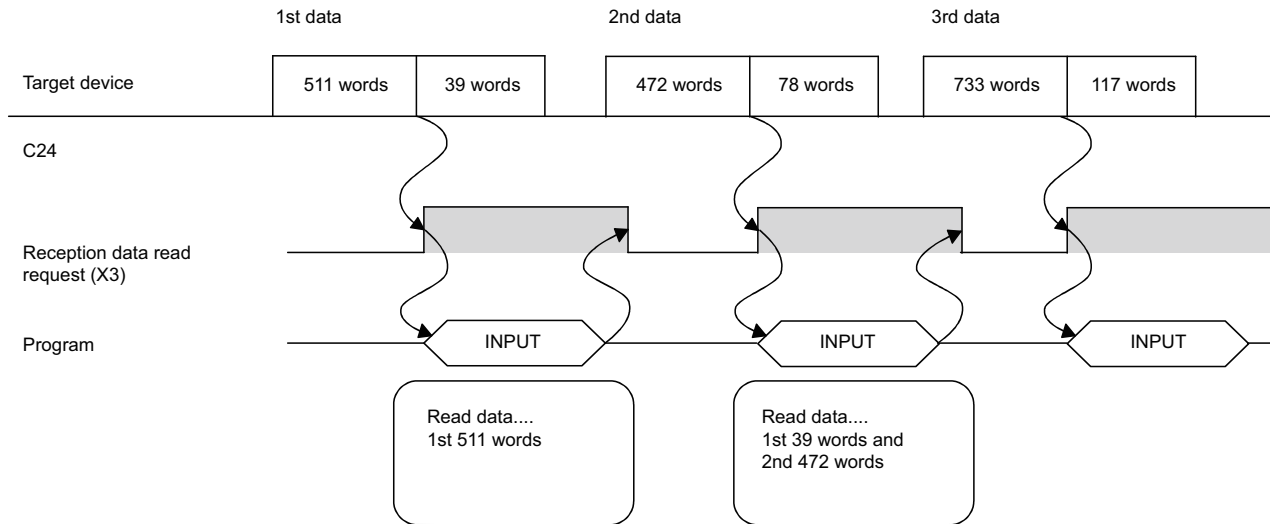 1st data
2nd data
3rd data
Target device
511 words
39 words
472 words
78 words
733 words
117 words
C24
Reception data read
request (X3)
Program
INPUT
INPUT
INPUT
Read data....
1st 511 words
Read data....
1st 39 words and
2nd 472 words